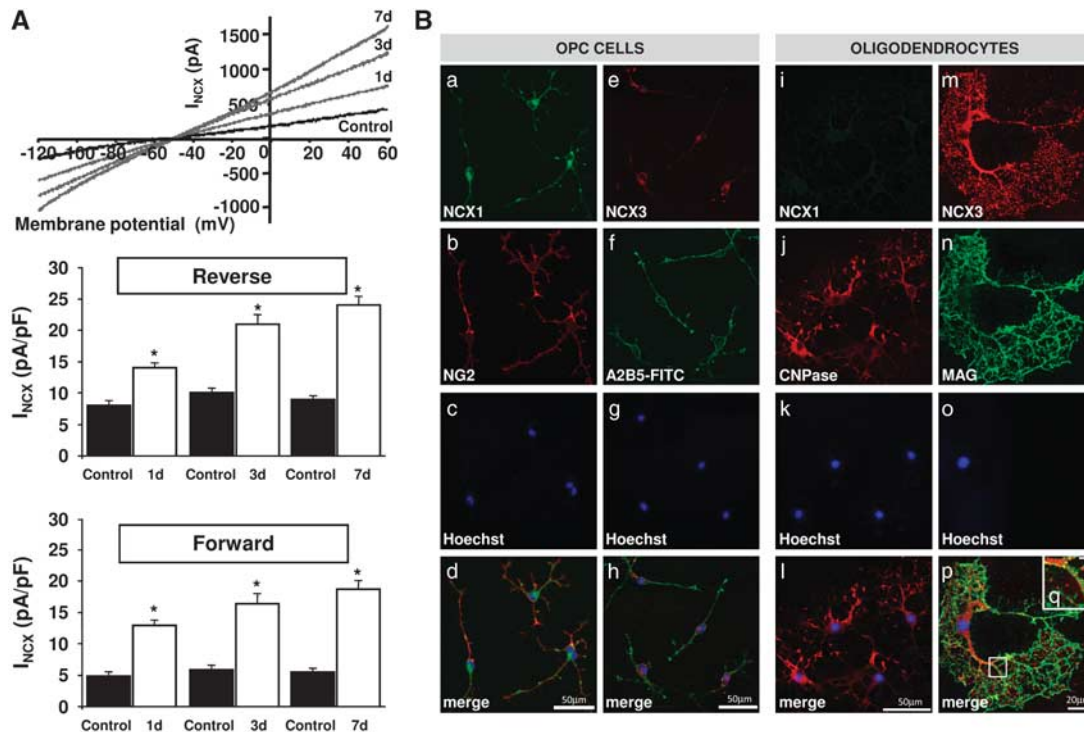 A
1500
1000
500
I_NCX (pA)
7d
3d
1d
Control
-120 -100 -80 -60 -40 -20 0 20 40 60
-500
-1000
Membrane potential (mV)
Reverse
I_NCX (pA/pF)
30
25
20
15
10
5
0
* * *
Control 1d Control 3d Control 7d
Forward
I_NCX (pA/pF)
30
25
20
15
10
5
0
* * *
Control 1d Control 3d Control 7d
B
OPC CELLS OLIGODENDROCYTES
a e i m
NCX1 NCX3 NCX1 NCX3
b f j n
NG2 A2B5-FITC CNPase MAG
c g k o
Hoechst Hoechst Hoechst Hoechst
d h l p
q
merge merge merge merge
50µm 50µm 50µm 20µm